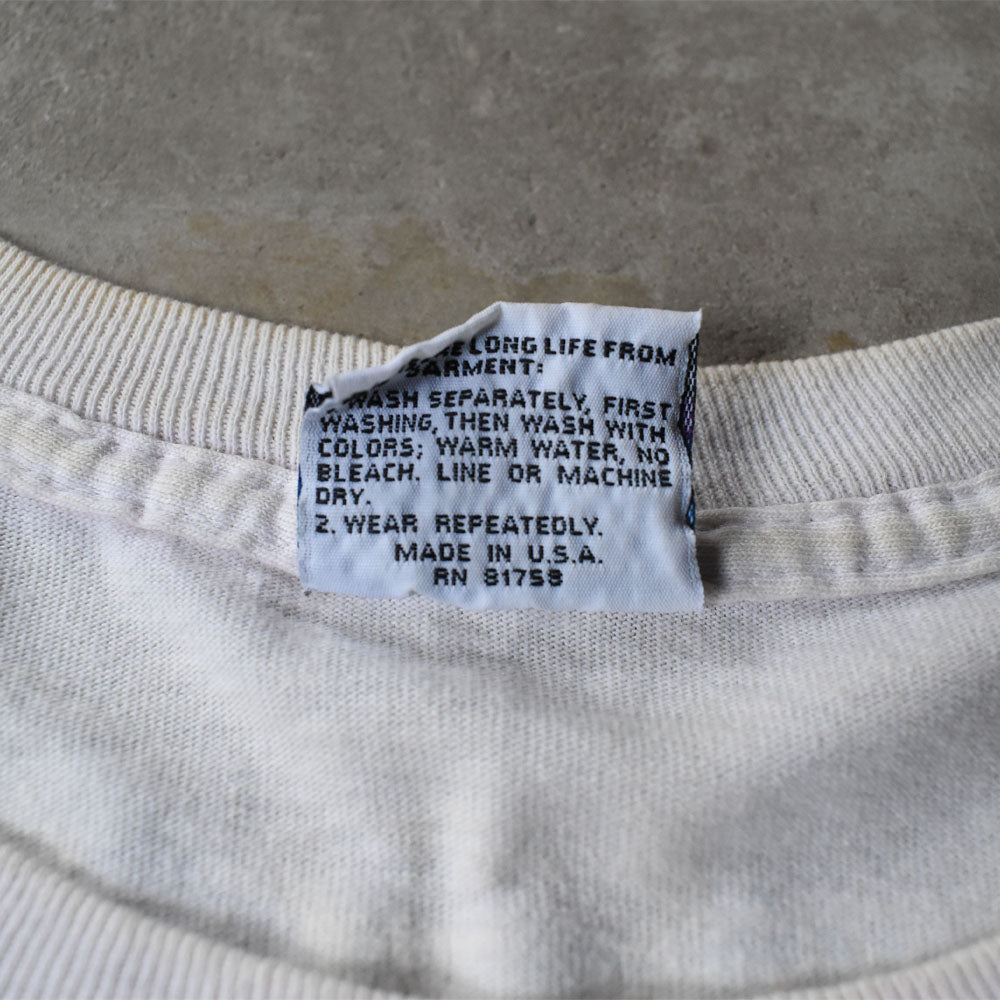 LONG LIFE FROM
GARMENT:
WASH SEPARATELY, FIRST
WASHING, THEN WASH WITH
COLORS; WARM WATER, NO
BLEACH. LINE OR MACHINE
DRY.
2. WEAR REPEATEDLY.
MADE IN U.S.A.
RN 81758